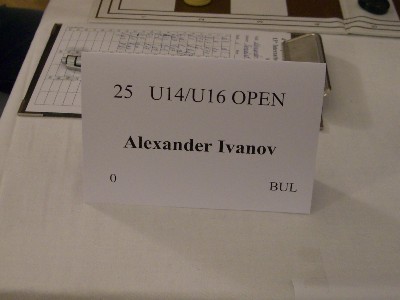 25 U14/U16 OPEN
Alexander Ivanov
0 BUL